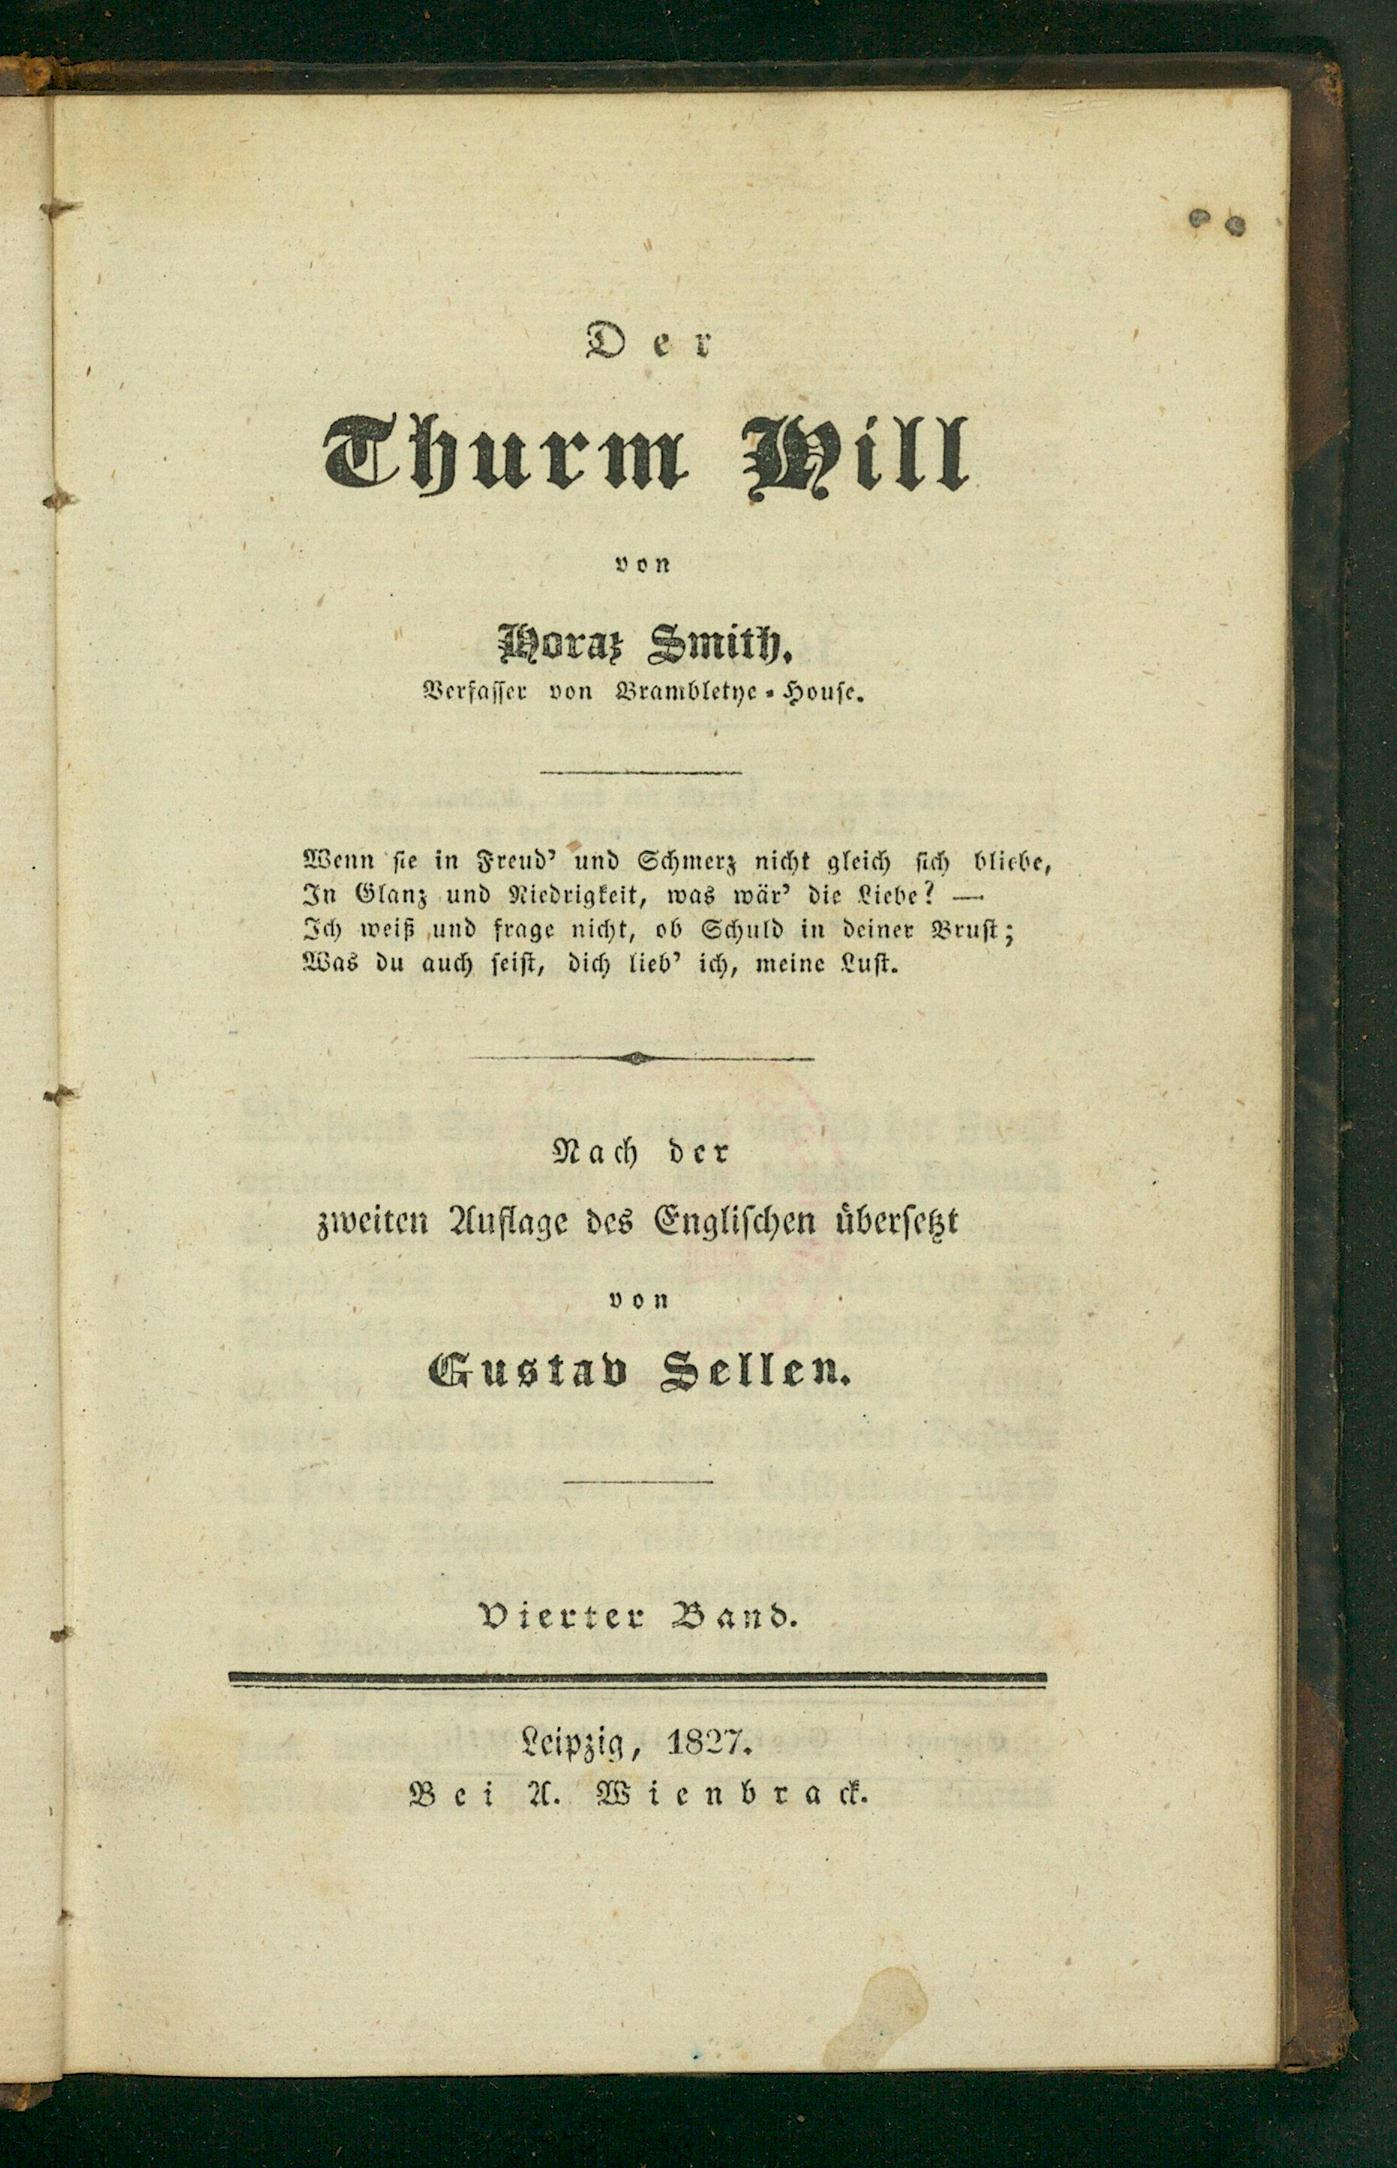 Der
Thurm Hill
von
Horaz Smith,
Verfasser von Brambletye-House.
Wenn sie in Freud' und Schmerz nicht gleich sich bliebe,
In Glanz und Niedrigkeit, was wär' die Liebe? —
Ich weiß und frage nicht, ob Schuld in deiner Brust;
Was du auch seist, dich lieb' ich, meine Lust.
Nach der
zweiten Auflage des Englischen übersetzt
von
Gustav Sellen.
Vierter Band.
Leipzig, 1827.
Bei A. Wienbrack.